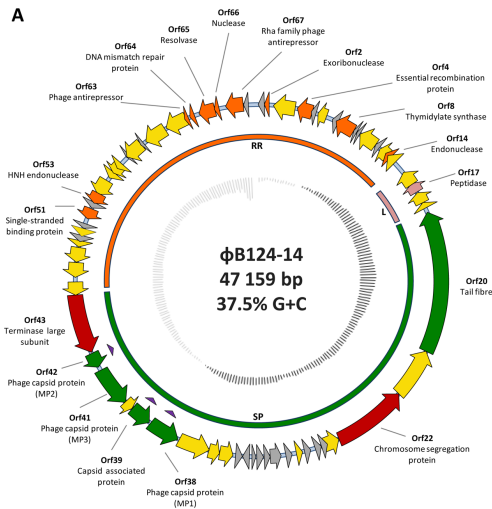 A
Orf66
Nuclease
Orf67
Rha family phage
antirepressor
Orf65
Resolvase
Orf2
Exoribonuclease
Orf64
DNA mismatch repair
protein
Orf4
Essential recombination
protein
Orf63
Phage antirepressor
Orf8
Thymidylate synthase
Orf14
Endonuclease
RR
Orf53
HNH endonuclease
Orf17
Peptidase
L
Orf51
Single-stranded
binding protein
ϕB124-14
47 159 bp
37.5% G+C
Orf20
Tail fibre
Orf43
Terminase large
subunit
Orf42
Phage capsid protein
(MP2)
Orf41
Phage capsid protein
(MP3)
SP
Orf22
Chromosome segregation
protein
Orf39
Capsid associated
protein
Orf38
Phage capsid protein
(MP1)